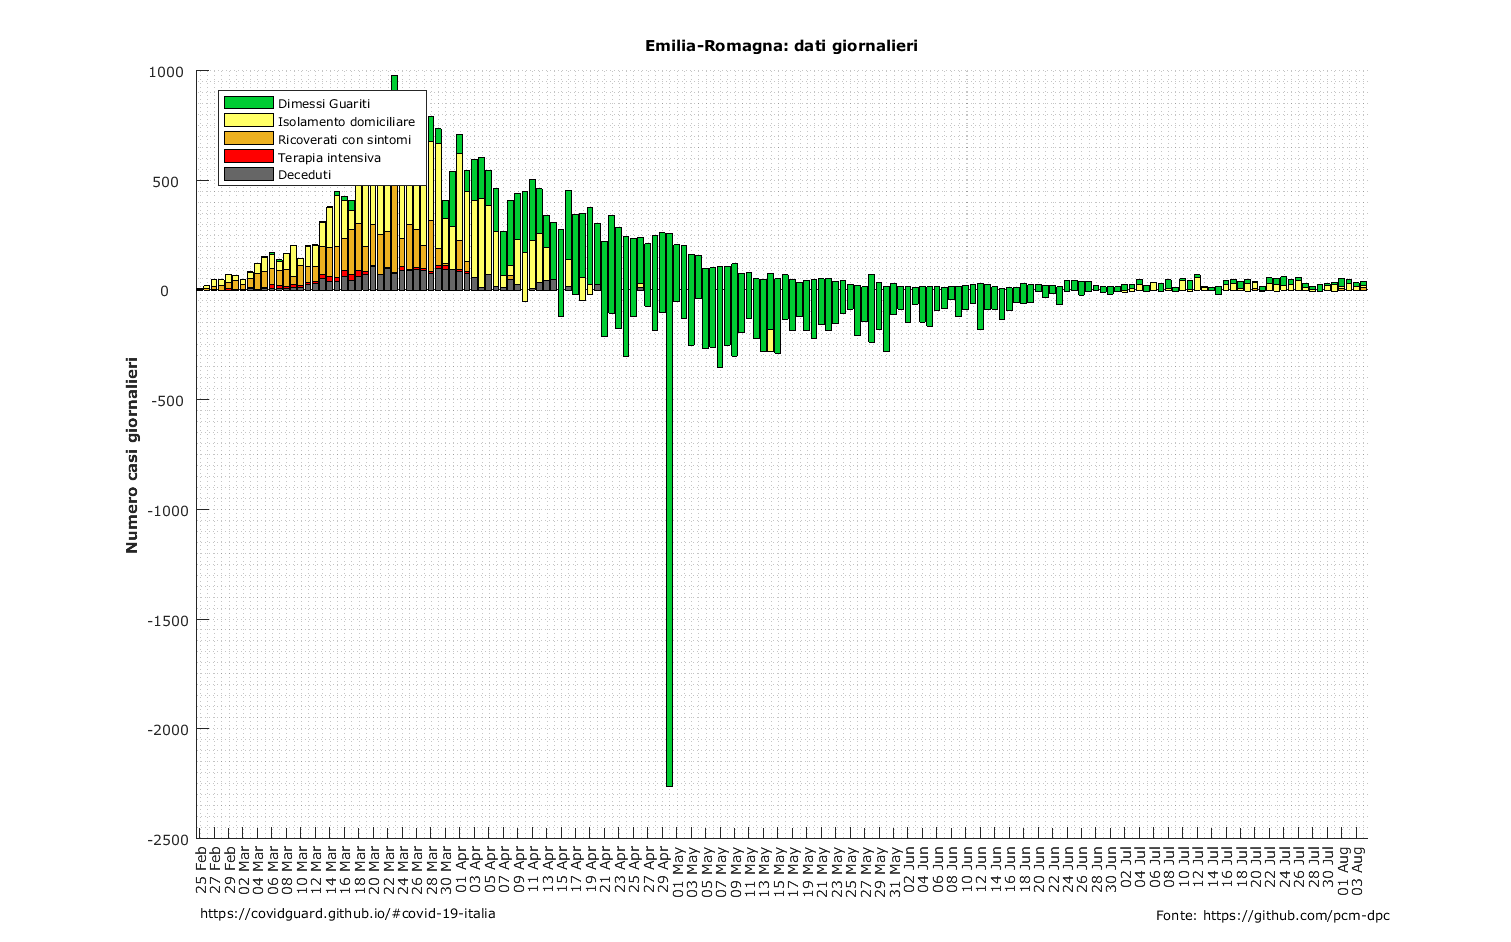 Emilia-Romagna: dati giornalieri
1000
500
0
-500
-1000
-1500
-2000
-2500
Numero casi giornalieri
Dimessi Guariti
Isolamento domiciliare
Ricoverati con sintomi
Terapia intensiva
Deceduti
25 Feb
27 Feb
29 Feb
02 Mar
04 Mar
06 Mar
08 Mar
10 Mar
12 Mar
14 Mar
16 Mar
18 Mar
20 Mar
22 Mar
24 Mar
26 Mar
28 Mar
30 Mar
01 Apr
03 Apr
05 Apr
07 Apr
09 Apr
11 Apr
13 Apr
15 Apr
17 Apr
19 Apr
21 Apr
23 Apr
25 Apr
27 Apr
29 Apr
01 May
03 May
05 May
07 May
09 May
11 May
13 May
15 May
17 May
19 May
21 May
23 May
25 May
27 May
29 May
31 May
02 Jun
04 Jun
06 Jun
08 Jun
10 Jun
12 Jun
14 Jun
16 Jun
18 Jun
20 Jun
22 Jun
24 Jun
26 Jun
28 Jun
30 Jun
02 Jul
04 Jul
06 Jul
08 Jul
10 Jul
12 Jul
14 Jul
16 Jul
18 Jul
20 Jul
22 Jul
24 Jul
26 Jul
28 Jul
30 Jul
01 Aug
03 Aug
https://covidguard.github.io/#covid-19-italia
Fonte: https://github.com/pcm-dpc